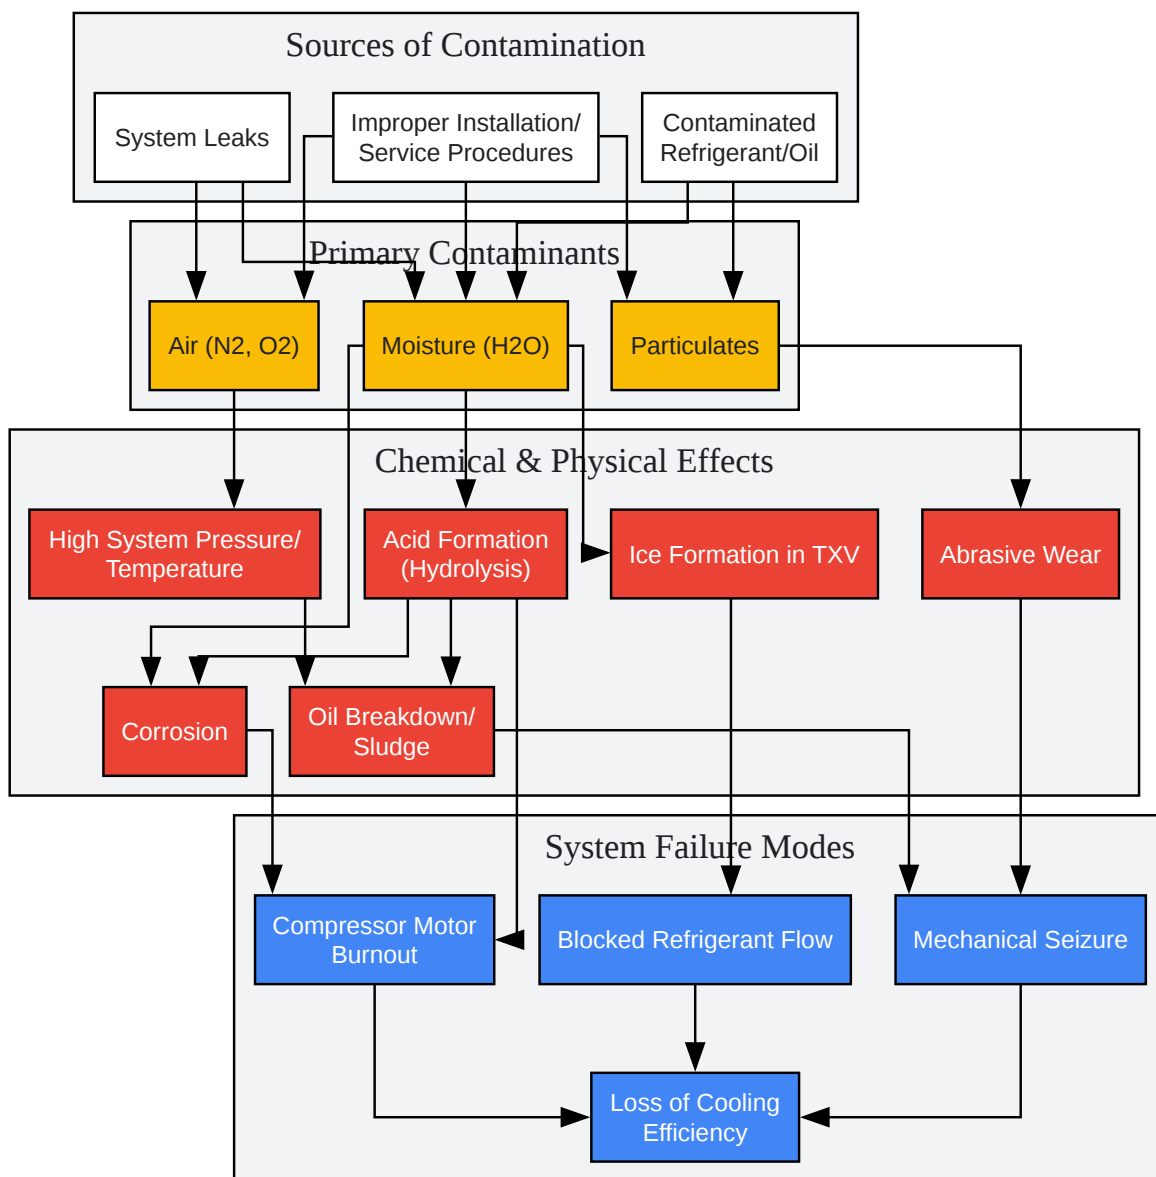 Sources of Contamination
System Leaks
Improper Installation/
Service Procedures
Contaminated
Refrigerant/Oil
Primary Contaminants
Air (N2, O2)
Moisture (H2O)
Particulates
Chemical & Physical Effects
High System Pressure/
Temperature
Acid Formation
(Hydrolysis)
Ice Formation in TXV
Abrasive Wear
Corrosion
Oil Breakdown/
Sludge
System Failure Modes
Compressor Motor
Burnout
Blocked Refrigerant Flow
Mechanical Seizure
Loss of Cooling
Efficiency